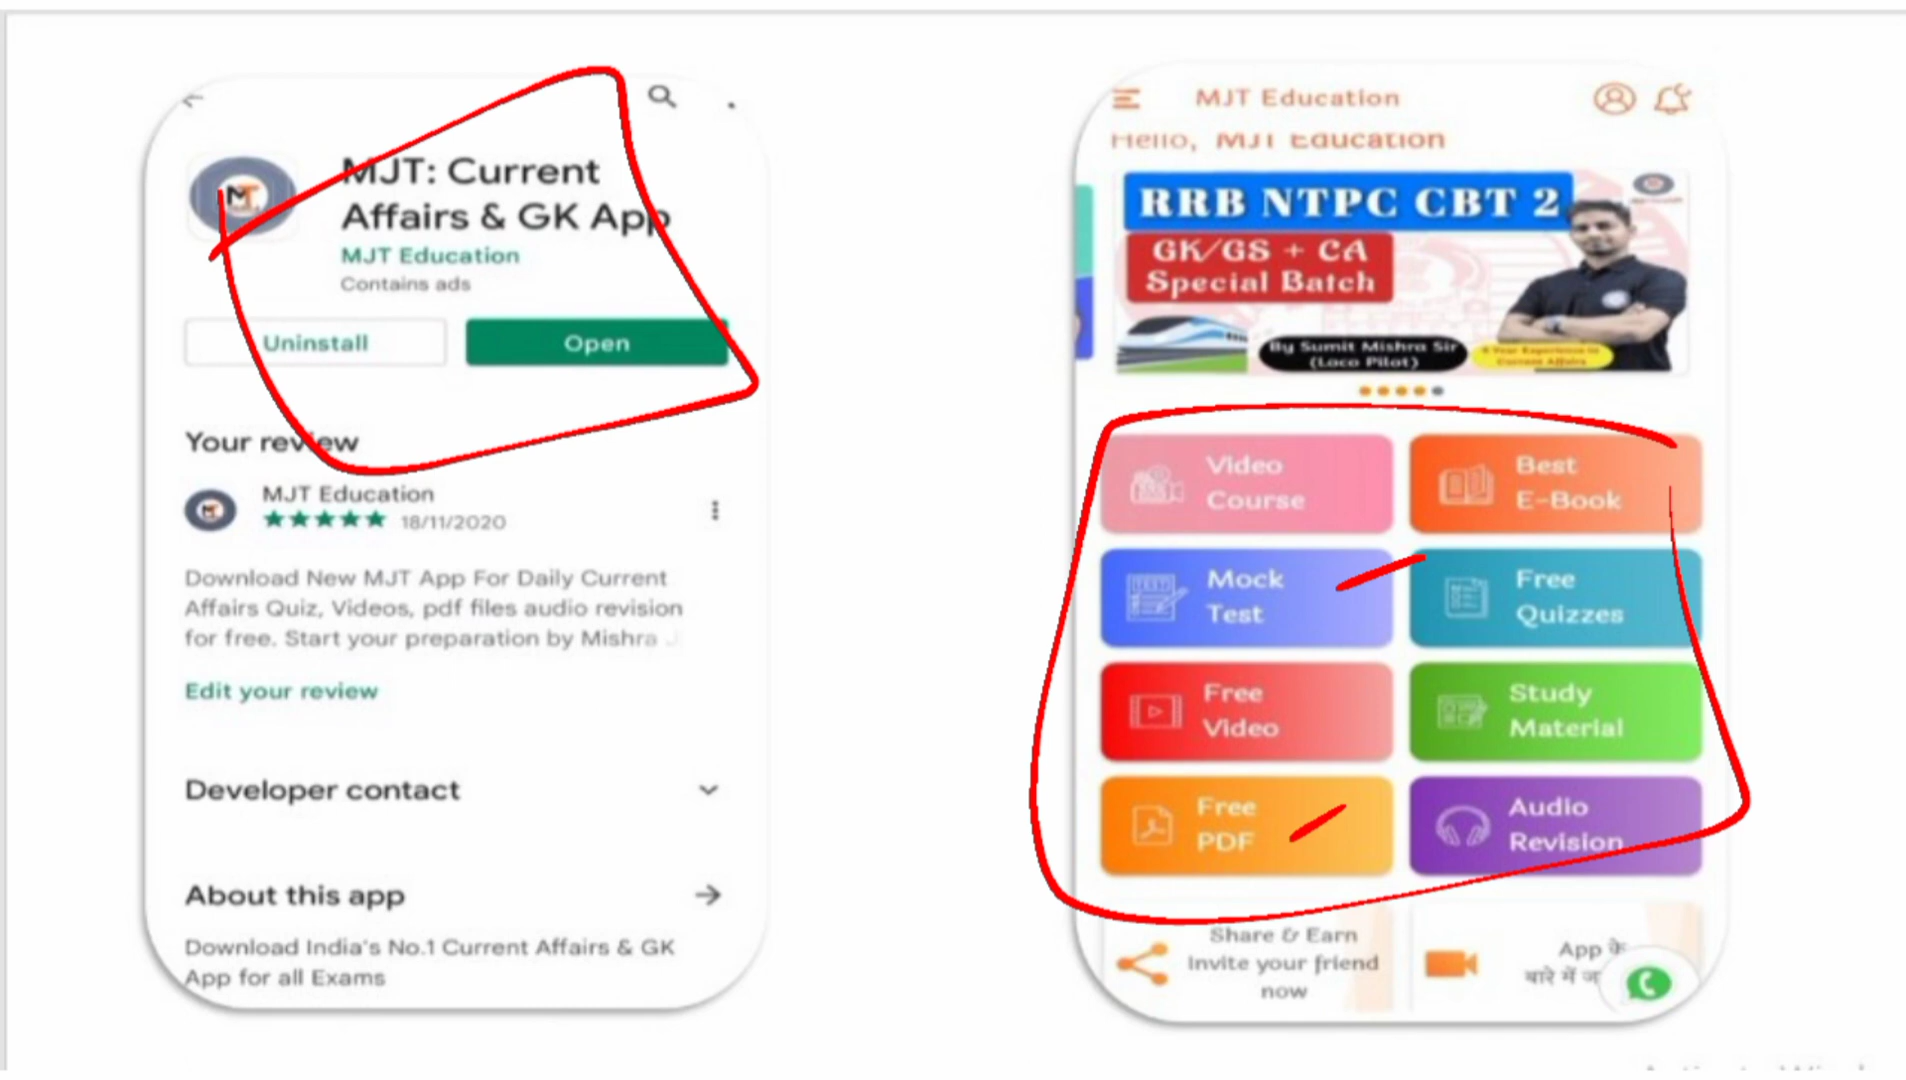 MJT: Current
Affairs & GK App
MJT Education
Contains ads
Uninstall
Open
Your review
MJT Education
18/11/2020
Download New MJT App For Daily Current
Affairs Quiz, Videos, pdf files audio revision
for free. Start your preparation by Mishra
Edit your review
Developer contact
About this app
Download India's No.1 Current Affairs & GK
App for all Exams
MJT Education
Hello, MJT Education
RRB NTPC CBT 2
GK/GS + CA
Special Batch
By Sumit Mishra Sir
(Loco Pilot)
Video
Course
Best
E-Book
Mock
Test
Free
Quizzes
Free
Video
Study
Material
Free
PDF
Audio
Revision
Share & Earn
Invite your friend
now
App के
बारे में